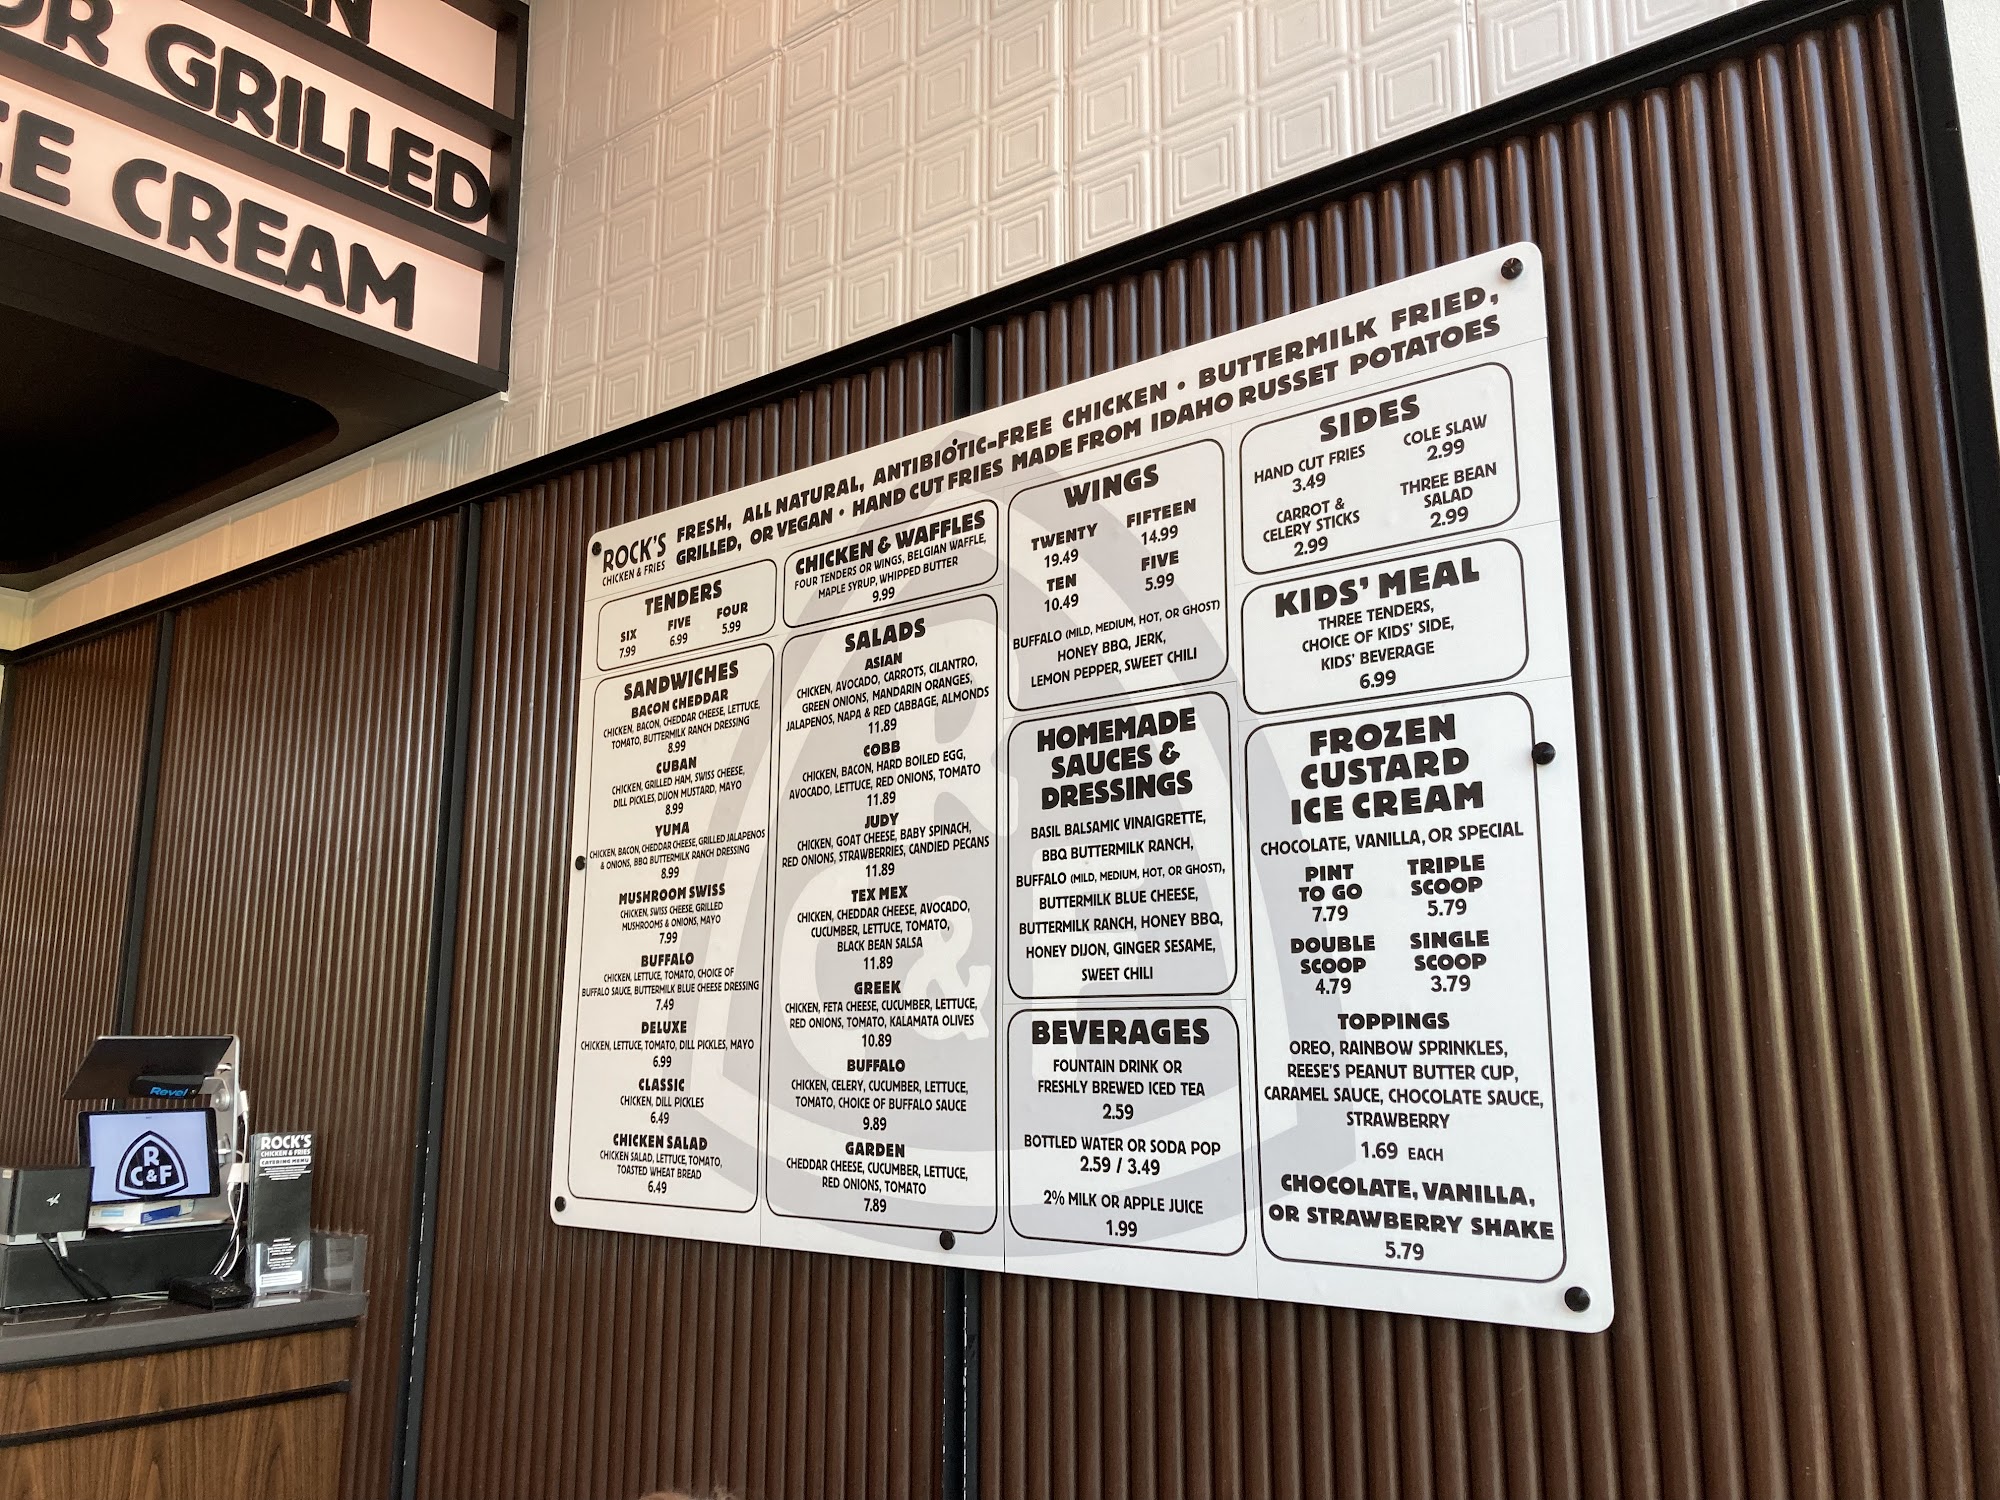 EN
OR GRILLED
E CREAM
ROCK'S
CHICKEN & FRIES
FRESH, ALL NATURAL, ANTIBIOTIC-FREE CHICKEN • BUTTERMILK FRIED,
GRILLED, OR VEGAN • HAND CUT FRIES MADE FROM IDAHO RUSSET POTATOES
TENDERS
SIX FIVE FOUR
7.99 6.99 5.99
SANDWICHES
BACON CHEDDAR
CHICKEN, BACON, CHEDDAR CHEESE, LETTUCE,
TOMATO, BUTTERMILK RANCH DRESSING
8.99
CUBAN
CHICKEN, GRILLED HAM, SWISS CHEESE,
DILL PICKLES, DIJON MUSTARD, MAYO
8.99
YUMA
CHICKEN, BACON, CHEDDAR CHEESE, GRILLED JALAPENOS
& ONIONS, BBQ BUTTERMILK RANCH DRESSING
8.99
MUSHROOM SWISS
CHICKEN, SWISS CHEESE, GRILLED
MUSHROOMS & ONIONS, MAYO
7.99
BUFFALO
CHICKEN, LETTUCE, TOMATO, CHOICE OF
BUFFALO SAUCE, BUTTERMILK BLUE CHEESE DRESSING
7.49
DELUXE
CHICKEN, LETTUCE, TOMATO, DILL PICKLES, MAYO
6.99
CLASSIC
CHICKEN, DILL PICKLES
6.49
CHICKEN SALAD
CHICKEN SALAD, LETTUCE, TOMATO,
TOASTED WHEAT BREAD
6.49
CHICKEN & WAFFLES
FOUR TENDERS OR WINGS, BELGIAN WAFFLE,
MAPLE SYRUP, WHIPPED BUTTER
9.99
SALADS
ASIAN
CHICKEN, AVOCADO, CARROTS, CILANTRO,
GREEN ONIONS, MANDARIN ORANGES,
JALAPENOS, NAPA & RED CABBAGE, ALMONDS
11.89
COBB
CHICKEN, BACON, HARD BOILED EGG,
AVOCADO, LETTUCE, RED ONIONS, TOMATO
11.89
JUDY
CHICKEN, GOAT CHEESE, BABY SPINACH,
RED ONIONS, STRAWBERRIES, CANDIED PECANS
11.89
TEX MEX
CHICKEN, CHEDDAR CHEESE, AVOCADO,
CUCUMBER, LETTUCE, TOMATO,
BLACK BEAN SALSA
11.89
GREEK
CHICKEN, FETA CHEESE, CUCUMBER, LETTUCE,
RED ONIONS, TOMATO, KALAMATA OLIVES
10.89
BUFFALO
CHICKEN, CELERY, CUCUMBER, LETTUCE,
TOMATO, CHOICE OF BUFFALO SAUCE
9.89
GARDEN
CHEDDAR CHEESE, CUCUMBER, LETTUCE,
RED ONIONS, TOMATO
7.89
WINGS
TWENTY FIFTEEN
19.49 14.99
TEN FIVE
10.49 5.99
BUFFALO (MILD, MEDIUM, HOT, OR GHOST)
HONEY BBQ, JERK,
LEMON PEPPER, SWEET CHILI
HOMEMADE
SAUCES &
DRESSINGS
BASIL BALSAMIC VINAIGRETTE,
BBQ BUTTERMILK RANCH,
BUFFALO (MILD, MEDIUM, HOT, OR GHOST),
BUTTERMILK BLUE CHEESE,
BUTTERMILK RANCH, HONEY BBQ,
HONEY DIJON, GINGER SESAME,
SWEET CHILI
BEVERAGES
FOUNTAIN DRINK OR
FRESHLY BREWED ICED TEA
2.59
BOTTLED WATER OR SODA POP
2.59 / 3.49
2% MILK OR APPLE JUICE
1.99
SIDES
HAND CUT FRIES COLE SLAW
3.49 2.99
CARROT & THREE BEAN
CELERY STICKS SALAD
2.99 2.99
KIDS' MEAL
THREE TENDERS,
CHOICE OF KIDS' SIDE,
KIDS' BEVERAGE
6.99
FROZEN
CUSTARD
ICE CREAM
CHOCOLATE, VANILLA, OR SPECIAL
PINT TRIPLE
TO GO SCOOP
7.79 5.79
DOUBLE SINGLE
SCOOP SCOOP
4.79 3.79
TOPPINGS
OREO, RAINBOW SPRINKLES,
REESE'S PEANUT BUTTER CUP,
CARAMEL SAUCE, CHOCOLATE SAUCE,
STRAWBERRY
1.69 EACH
CHOCOLATE, VANILLA,
OR STRAWBERRY SHAKE
5.79
R
C&F
Revel
R
C&F
ROCK'S
CHICKEN & FRIES
CATERING MENU